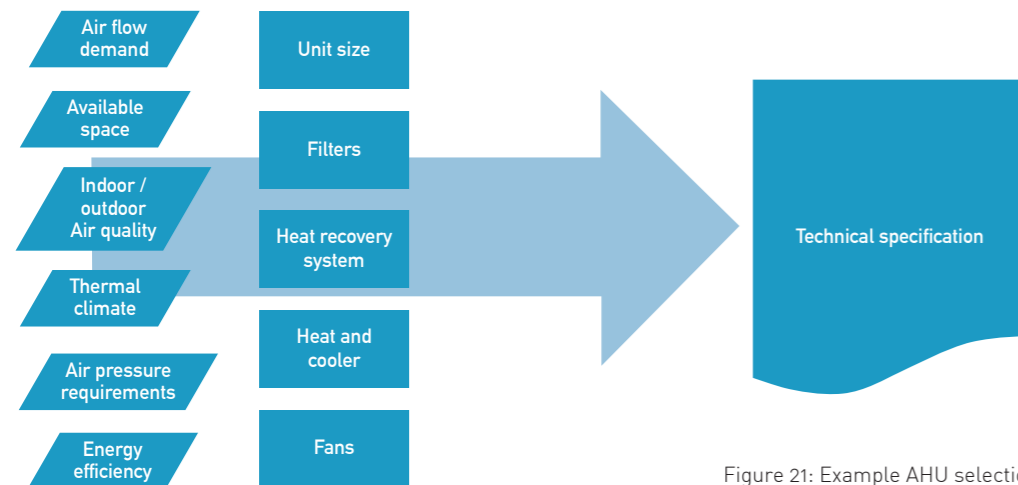 Air flow
demand
Available
space
Indoor /
outdoor
Air quality
Thermal
climate
Air pressure
requirements
Energy
efficiency
Unit size
Filters
Heat recovery
system
Heat and
cooler
Fans
Technical specification
Figure 21: Example AHU selectio